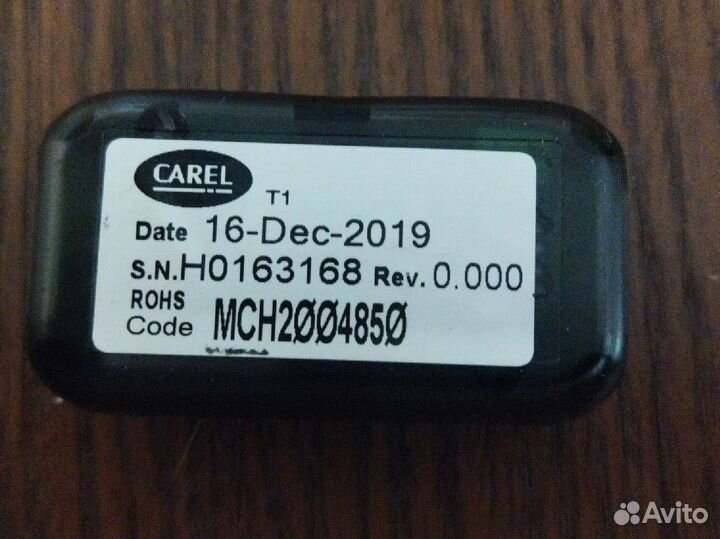 CAREL
T1
Date 16-Dec-2019
S.N.H0163168 Rev. 0.000
ROHS
Code MCH2ØØ485Ø
Avito